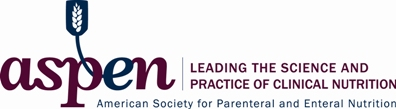 aspen
LEADING THE SCIENCE AND
PRACTICE OF CLINICAL NUTRITION
American Society for Parenteral and Enteral Nutrition